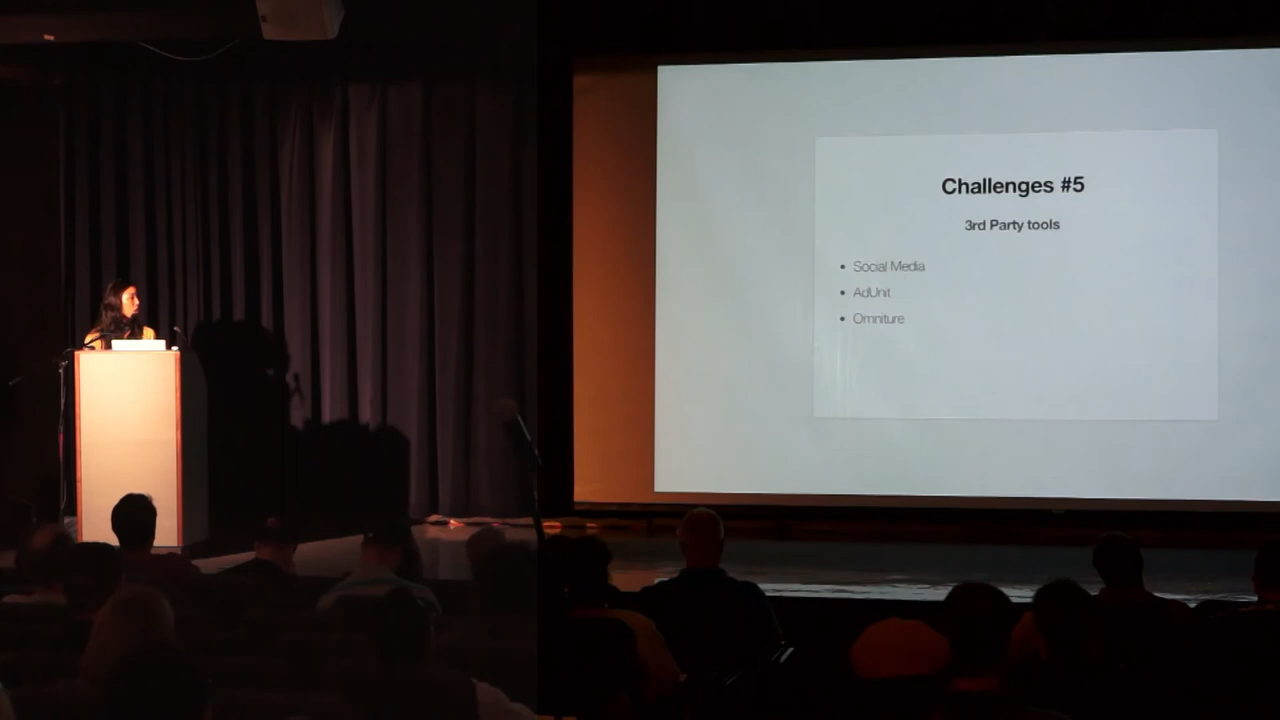 Challenges #5
3rd Party tools
• Social Media
• AdUnit
• Omniture